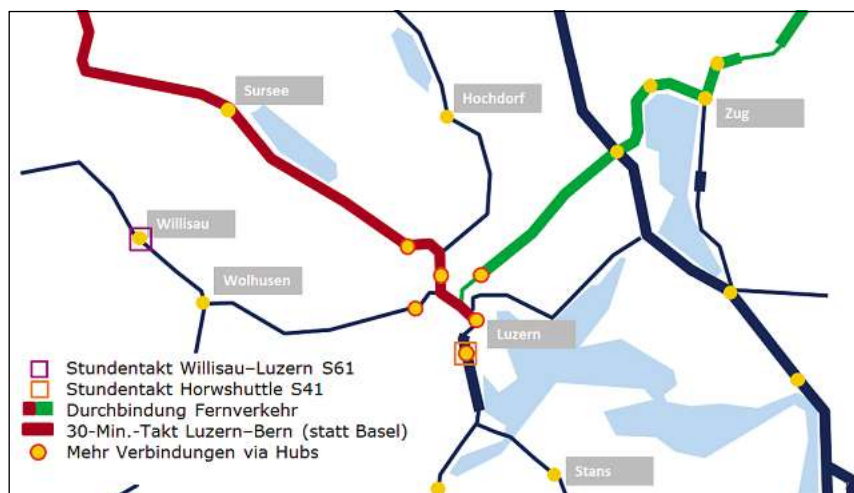 Sursee
Hochdorf
Zug
Willisau
Wolhusen
Luzern
Stans
Stundentakt Willisau–Luzern S61
Stundentakt Horwshuttle S41
Durchbindung Fernverkehr
30-Min.-Takt Luzern–Bern (statt Basel)
Mehr Verbindungen via Hubs